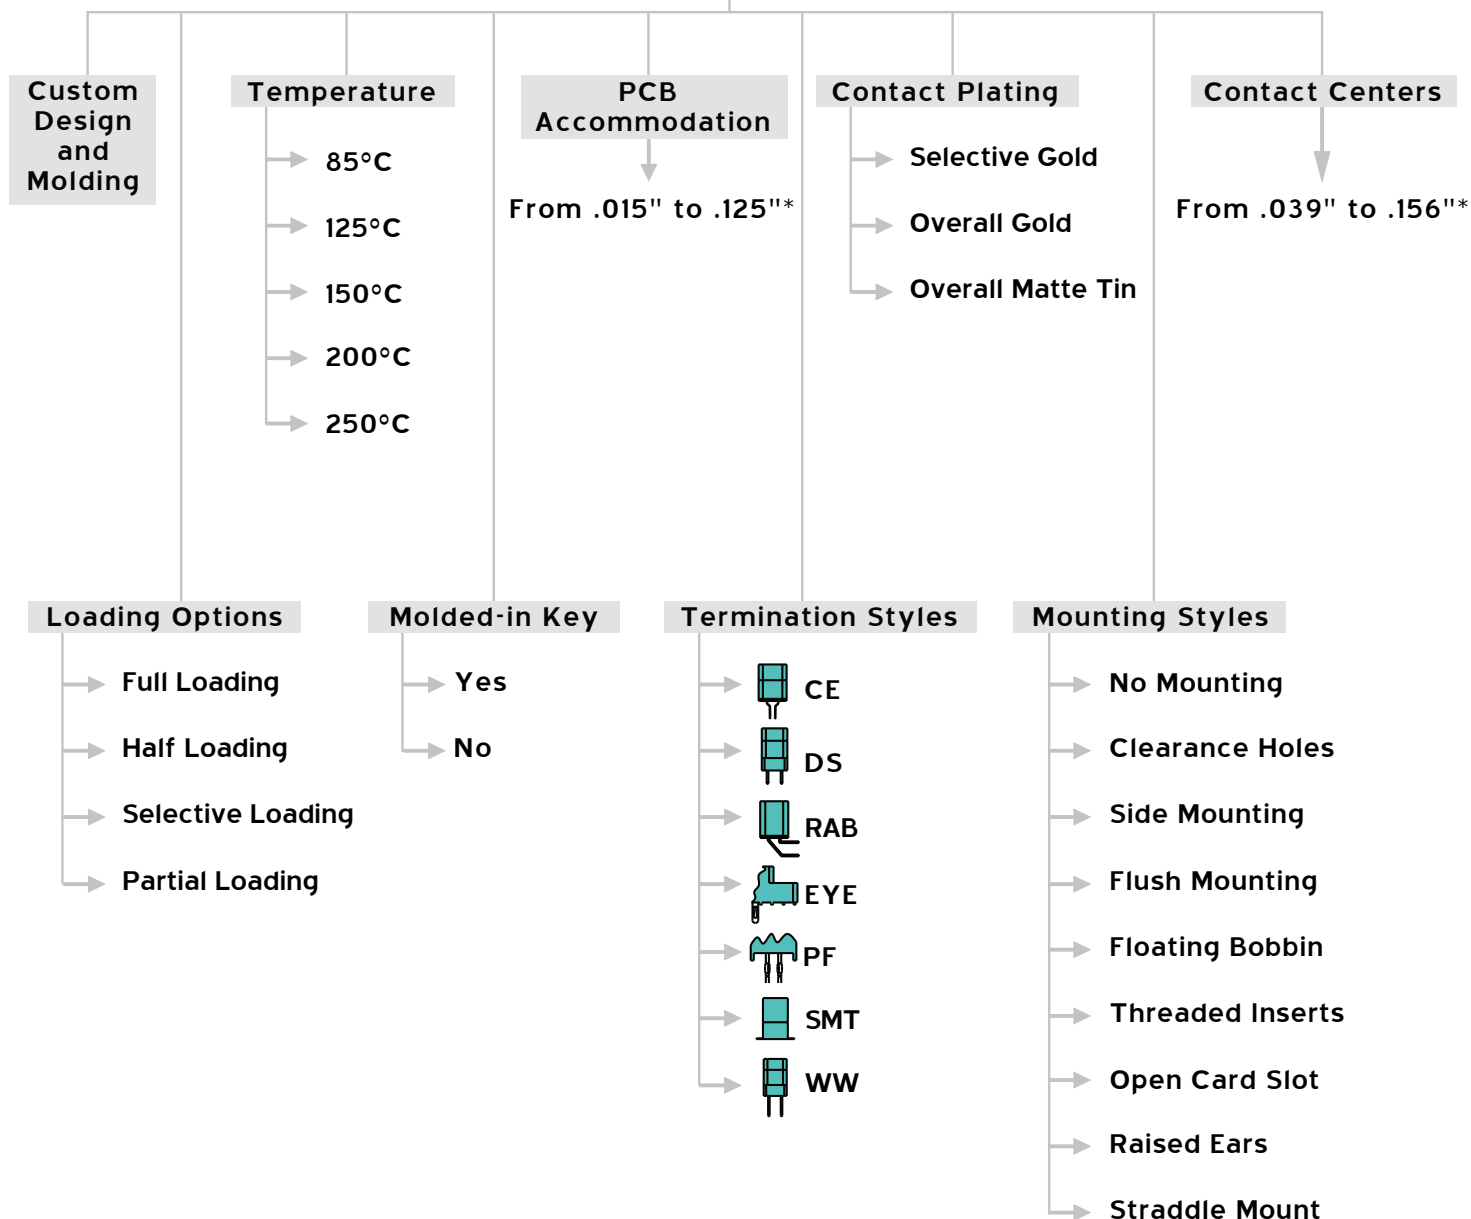 Custom
Design
and
Molding
Temperature
85°C
125°C
150°C
200°C
250°C
PCB
Accommodation
From .015" to .125"*
Contact Plating
Selective Gold
Overall Gold
Overall Matte Tin
Contact Centers
From .039" to .156"*
Loading Options
Full Loading
Half Loading
Selective Loading
Partial Loading
Molded-in Key
Yes
No
Termination Styles
CE
DS
RAB
EYE
PF
SMT
WW
Mounting Styles
No Mounting
Clearance Holes
Side Mounting
Flush Mounting
Floating Bobbin
Threaded Inserts
Open Card Slot
Raised Ears
Straddle Mount